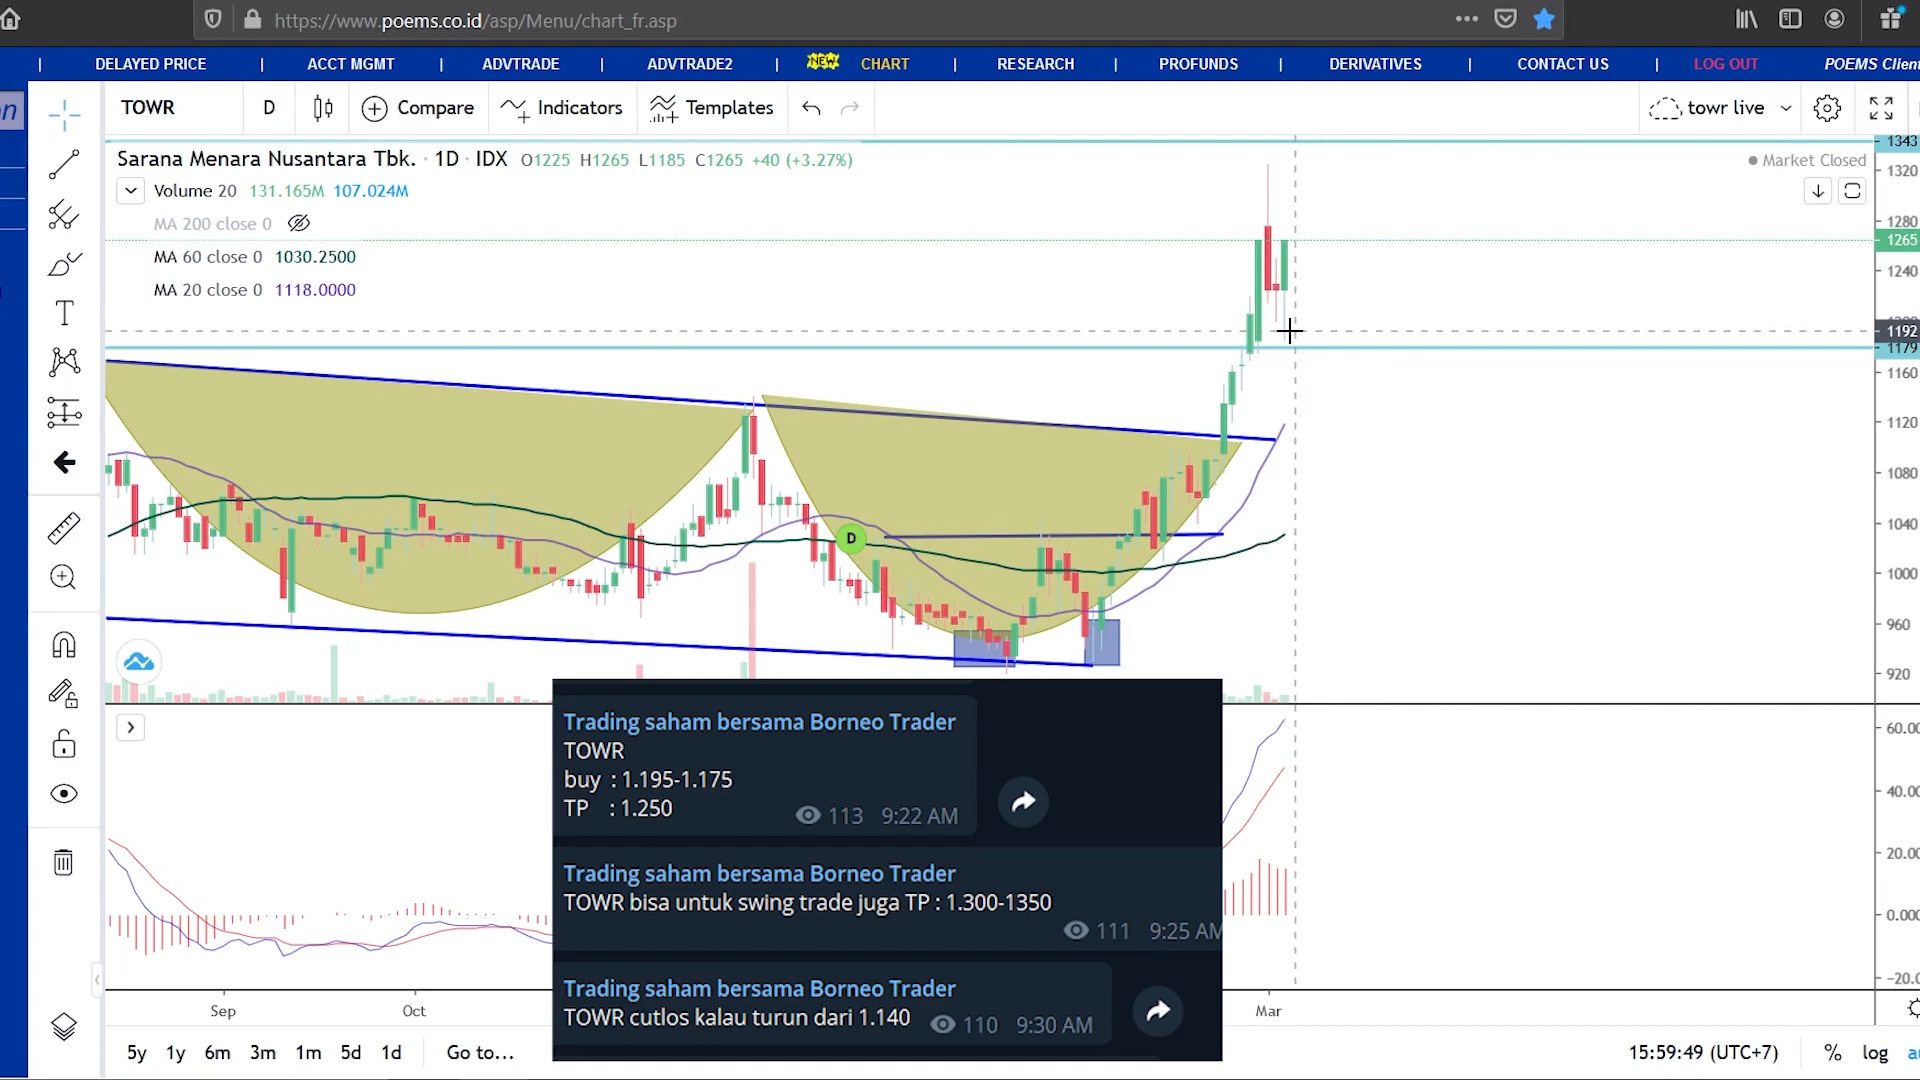 https://www.poems.co.id/asp/Menu/chart_fr.asp
on
| DELAYED PRICE | ACCT MGMT | ADVTRADE | ADVTRADE2 | NEW CHART | RESEARCH | PROFUNDS | DERIVATIVES | CONTACT US | LOG OUT POEMS Client
TOWR D Compare Indicators Templates towr live
Sarana Menara Nusantara Tbk. · 1D · IDX O1225 H1265 L1185 C1265 +40 (+3.27%)
Market Closed
Volume 20 131.165M 107.024M
MA 200 close 0
MA 60 close 0 1030.2500
MA 20 close 0 1118.0000
1343
1320
1280
1265
1240
1192
1179
1160
1120
1080
1040
1000
960
920
D
60.00
40.00
20.00
0.000
-20.0
Trading saham bersama Borneo Trader
TOWR
buy : 1.195-1.175
TP : 1.250
113 9:22 AM
Trading saham bersama Borneo Trader
TOWR bisa untuk swing trade juga TP : 1.300-1350
111 9:25 AM
Trading saham bersama Borneo Trader
TOWR cutlos kalau turun dari 1.140
110 9:30 AM
Sep Oct Mar
5y 1y 6m 3m 1m 5d 1d Go to... 15:59:49 (UTC+7) % log